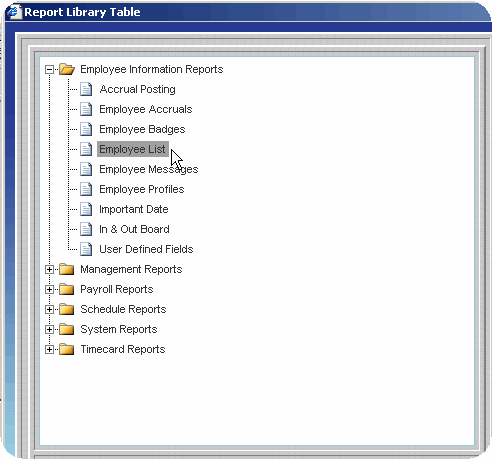 Report Library Table
Employee Information Reports
Accrual Posting
Employee Accruals
Employee Badges
Employee List
Employee Messages
Employee Profiles
Important Date
In & Out Board
User Defined Fields
Management Reports
Payroll Reports
Schedule Reports
System Reports
Timecard Reports